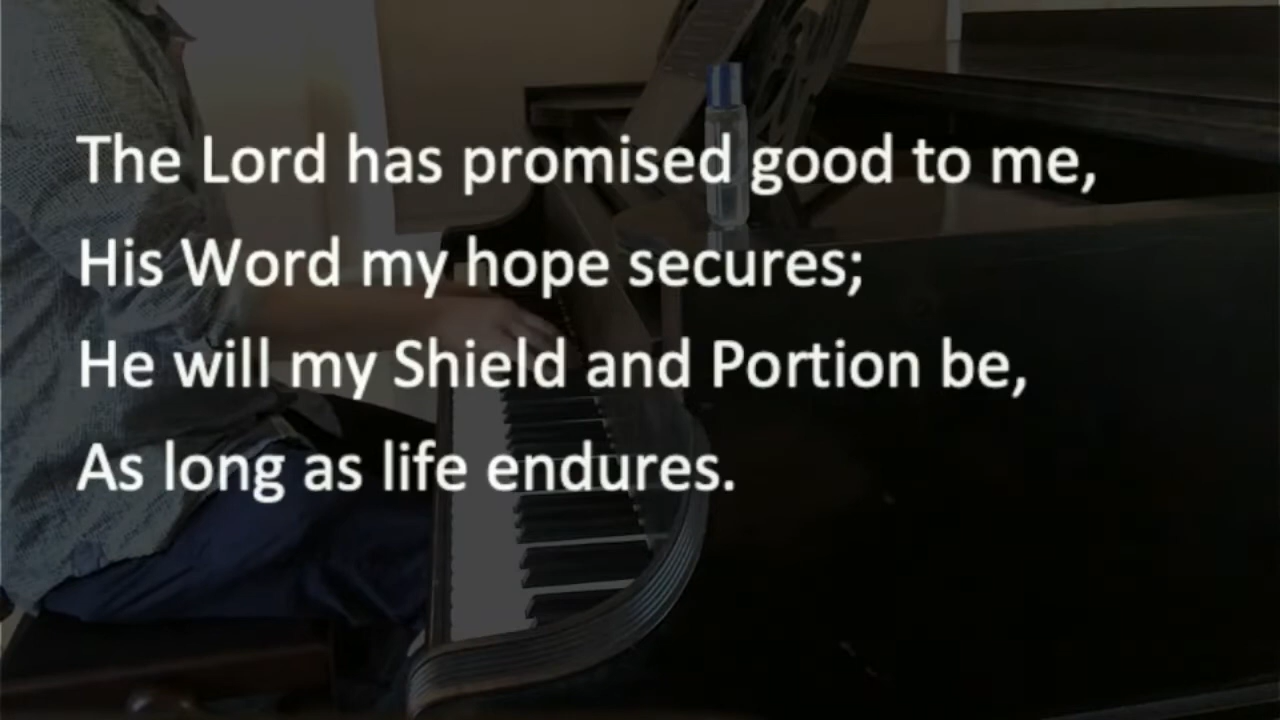 The Lord has promised good to me,
His Word my hope secures;
He will my Shield and Portion be,
As long as life endures.